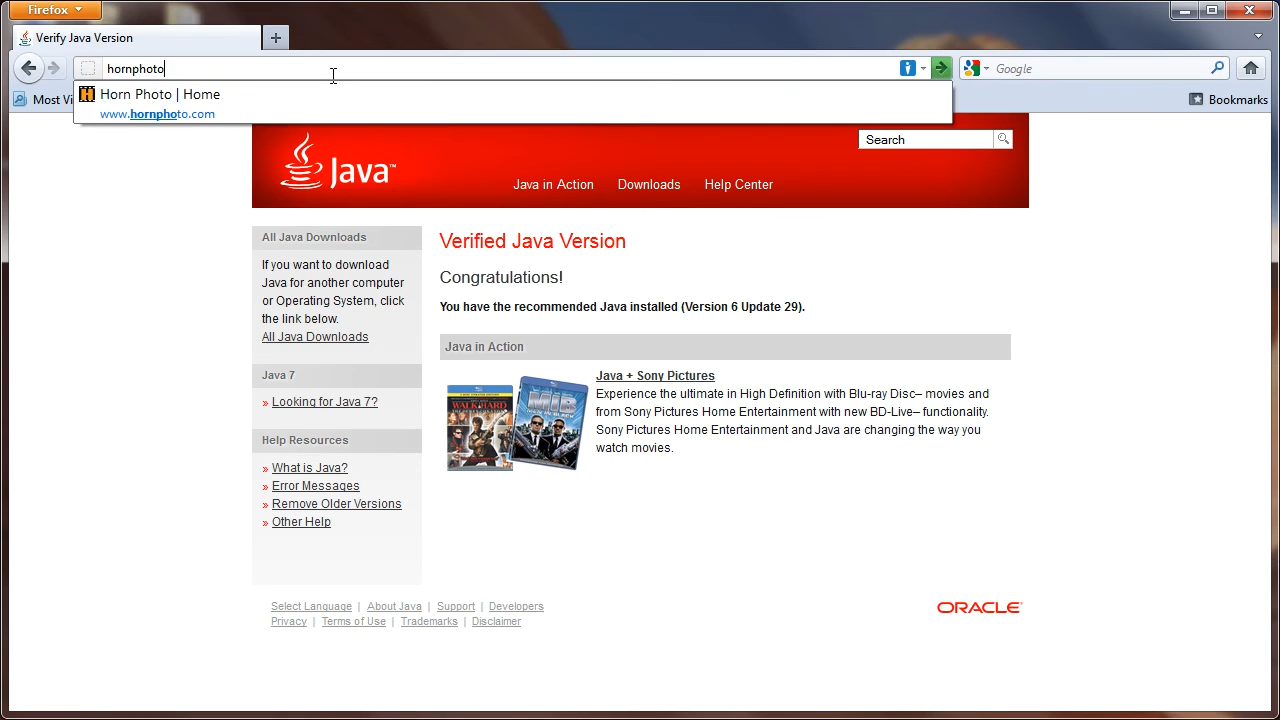 Firefox
Verify Java Version
hornphoto
Google
Horn Photo | Home
www.hornphoto.com
Most Vi
Bookmarks
Java™
Search
Java in Action
Downloads
Help Center
All Java Downloads
If you want to download
Java for another computer
or Operating System, click
the link below.
All Java Downloads
Java 7
» Looking for Java 7?
Help Resources
» What is Java?
» Error Messages
» Remove Older Versions
» Other Help
Verified Java Version
Congratulations!
You have the recommended Java installed (Version 6 Update 29).
Java in Action
WALK HARD
MIB
Java + Sony Pictures
Experience the ultimate in High Definition with Blu-ray Disc– movies and
from Sony Pictures Home Entertainment with new BD-Live– functionality.
Sony Pictures Home Entertainment and Java are changing the way you
watch movies.
Select Language | About Java | Support | Developers
Privacy | Terms of Use | Trademarks | Disclaimer
ORACLE